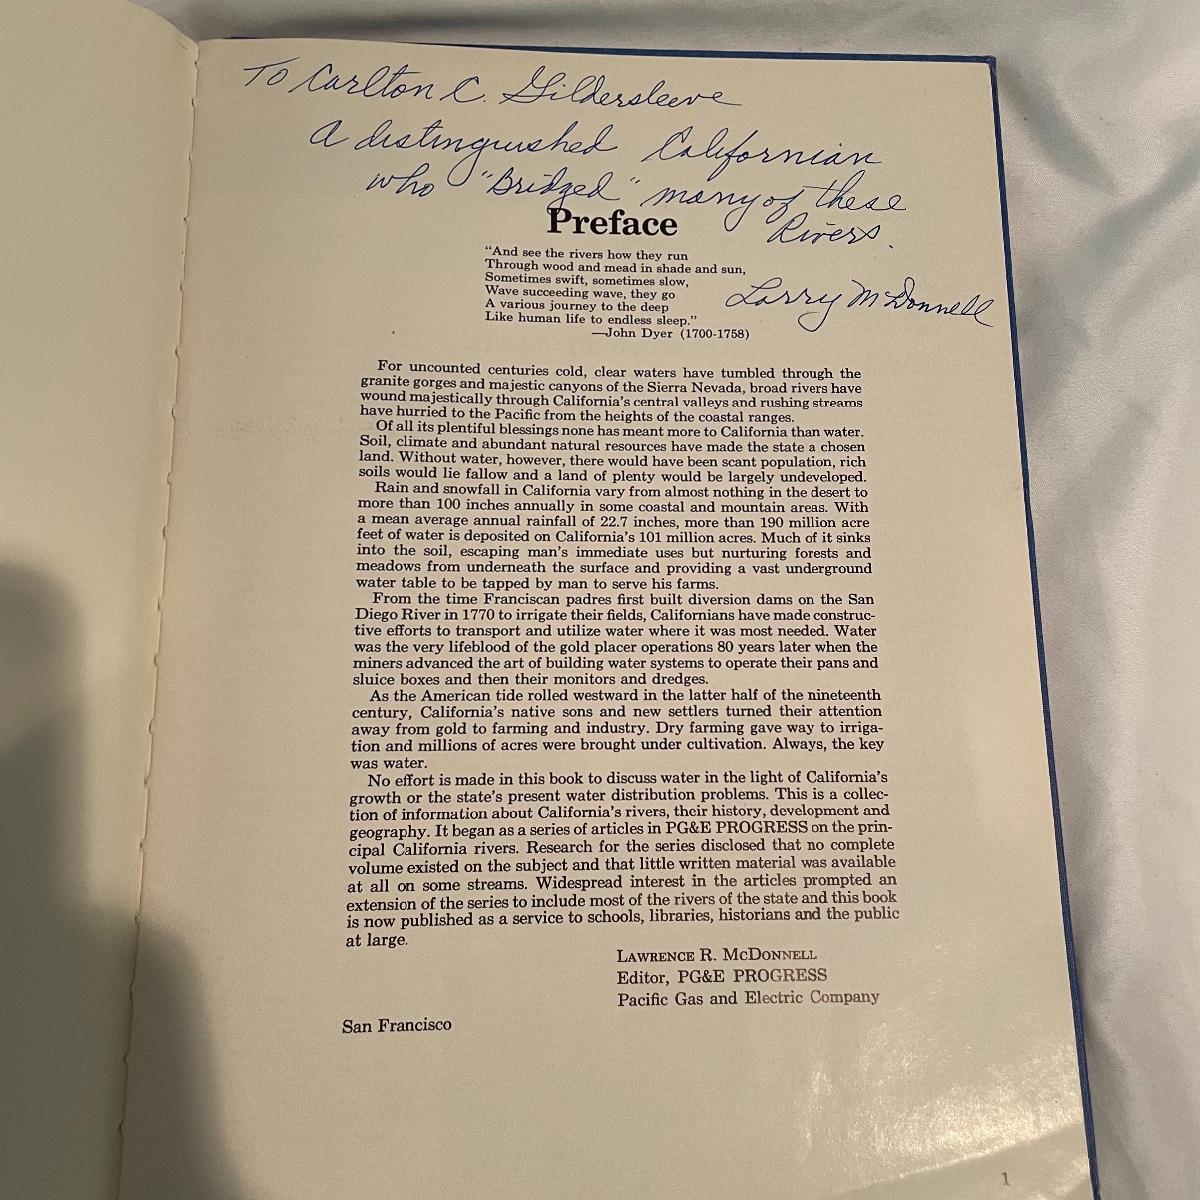 To Carlton C. Gildersleeve
A distinguished Californian
who "Bridged" many of these
Rivers.
Preface
"And see the rivers how they run
Through wood and mead in shade and sun,
Sometimes swift, sometimes slow,
Wave succeeding wave, they go
A various journey to the deep
Like human life to endless sleep."
—John Dyer (1700-1758)
Larry McDonnell
For uncounted centuries cold, clear waters have tumbled through the
granite gorges and majestic canyons of the Sierra Nevada, broad rivers have
wound majestically through California's central valleys and rushing streams
have hurried to the Pacific from the heights of the coastal ranges.
Of all its plentiful blessings none has meant more to California than water.
Soil, climate and abundant natural resources have made the state a chosen
land. Without water, however, there would have been scant population, rich
soils would lie fallow and a land of plenty would be largely undeveloped.
Rain and snowfall in California vary from almost nothing in the desert to
more than 100 inches annually in some coastal and mountain areas. With
a mean average annual rainfall of 22.7 inches, more than 190 million acre
feet of water is deposited on California's 101 million acres. Much of it sinks
into the soil, escaping man's immediate uses but nurturing forests and
meadows from underneath the surface and providing a vast underground
water table to be tapped by man to serve his farms.
From the time Franciscan padres first built diversion dams on the San
Diego River in 1770 to irrigate their fields, Californians have made construc-
tive efforts to transport and utilize water where it was most needed. Water
was the very lifeblood of the gold placer operations 80 years later when the
miners advanced the art of building water systems to operate their pans and
sluice boxes and then their monitors and dredges.
As the American tide rolled westward in the latter half of the nineteenth
century, California's native sons and new settlers turned their attention
away from gold to farming and industry. Dry farming gave way to irriga-
tion and millions of acres were brought under cultivation. Always, the key
was water.
No effort is made in this book to discuss water in the light of California's
growth or the state's present water distribution problems. This is a collec-
tion of information about California's rivers, their history, development and
geography. It began as a series of articles in PG&E PROGRESS on the prin-
cipal California rivers. Research for the series disclosed that no complete
volume existed on the subject and that little written material was available
at all on some streams. Widespread interest in the articles prompted an
extension of the series to include most of the rivers of the state and this book
is now published as a service to schools, libraries, historians and the public
at large.
LAWRENCE R. MCDONNELL
Editor, PG&E PROGRESS
Pacific Gas and Electric Company
San Francisco
1